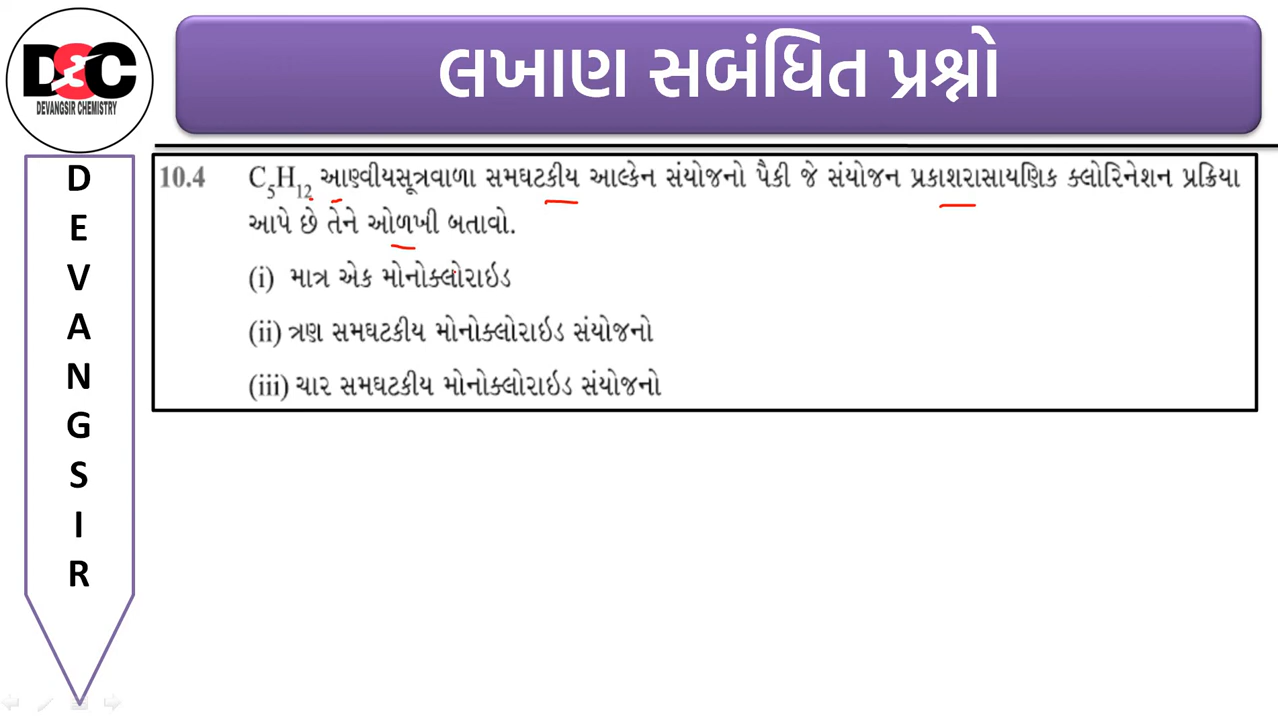 DEC
DEVANGSIR CHEMISTRY
લખાણ સબંધિત પ્રશ્નો
D
E
V
A
N
G
S
I
R
10.4 C5H12 આણ્વીયસૂત્રવાળા સમઘટકીય આલ્કેન સંયોજનો પૈકી જે સંયોજન પ્રકાશરાસાયણિક ક્લોરિનેશન પ્રક્રિયા
આપે છે તેને ઓળખી બતાવો.
(i) માત્ર એક મોનોક્લોરાઇડ
(ii) ત્રણ સમઘટકીય મોનોક્લોરાઇડ સંયોજનો
(iii) ચાર સમઘટકીય મોનોક્લોરાઇડ સંયોજનો